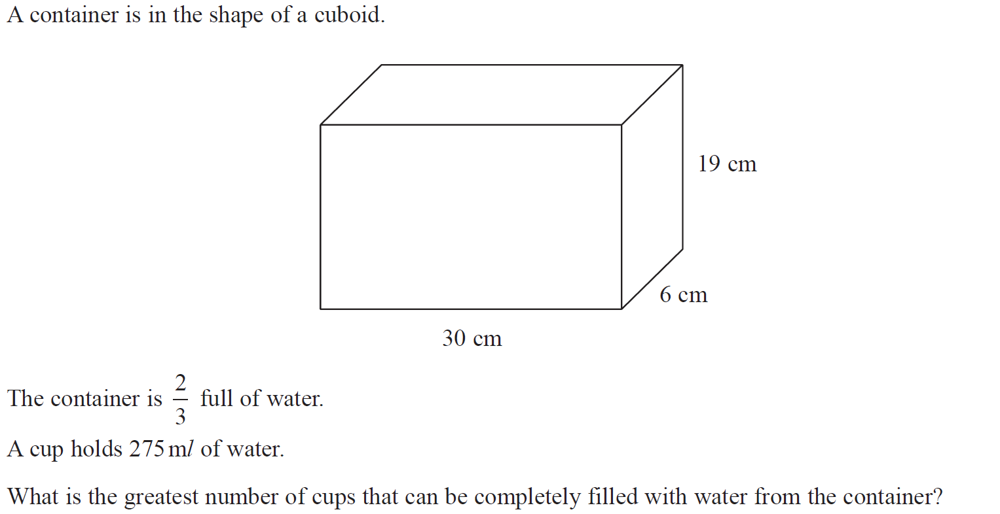 A container is in the shape of a cuboid.
19 cm
6 cm
30 cm
The container is 2/3 full of water.
A cup holds 275 ml of water.
What is the greatest number of cups that can be completely filled with water from the container?